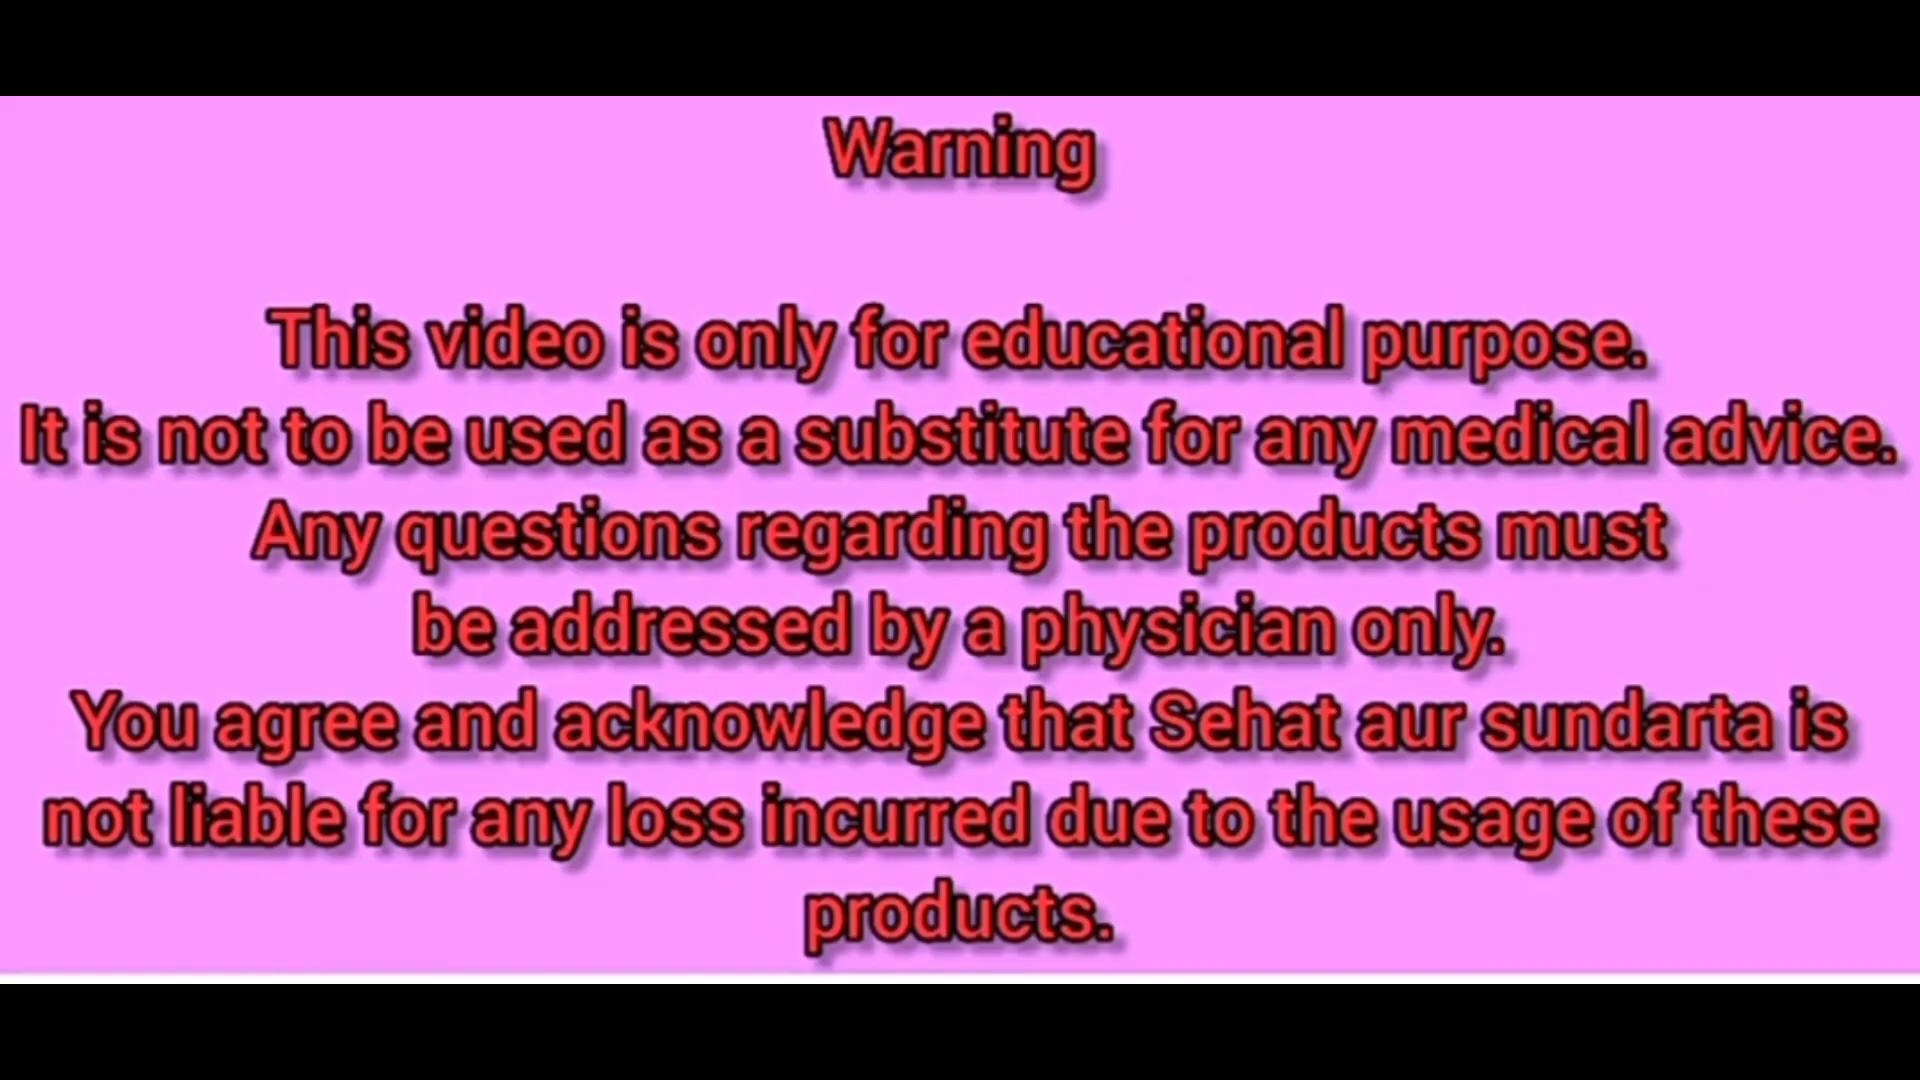 Warning
This video is only for educational purpose.
It is not to be used as a substitute for any medical advice.
Any questions regarding the products must
be addressed by a physician only.
You agree and acknowledge that Sehat aur sundarta is
not liable for any loss incurred due to the usage of these
products.